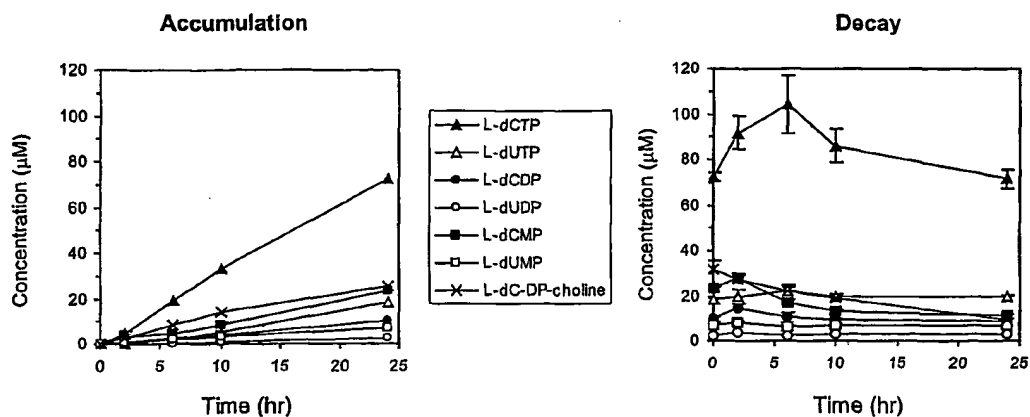 Accumulation
Concentration (µM)
120
100
80
60
40
20
0
0 5 10 15 20 25
Time (hr)
L-dCTP
L-dUTP
L-dCDP
L-dUDP
L-dCMP
L-dUMP
L-dC-DP-choline
Decay
Concentration (µM)
120
100
80
60
40
20
0
0 5 10 15 20 25
Time (hr)